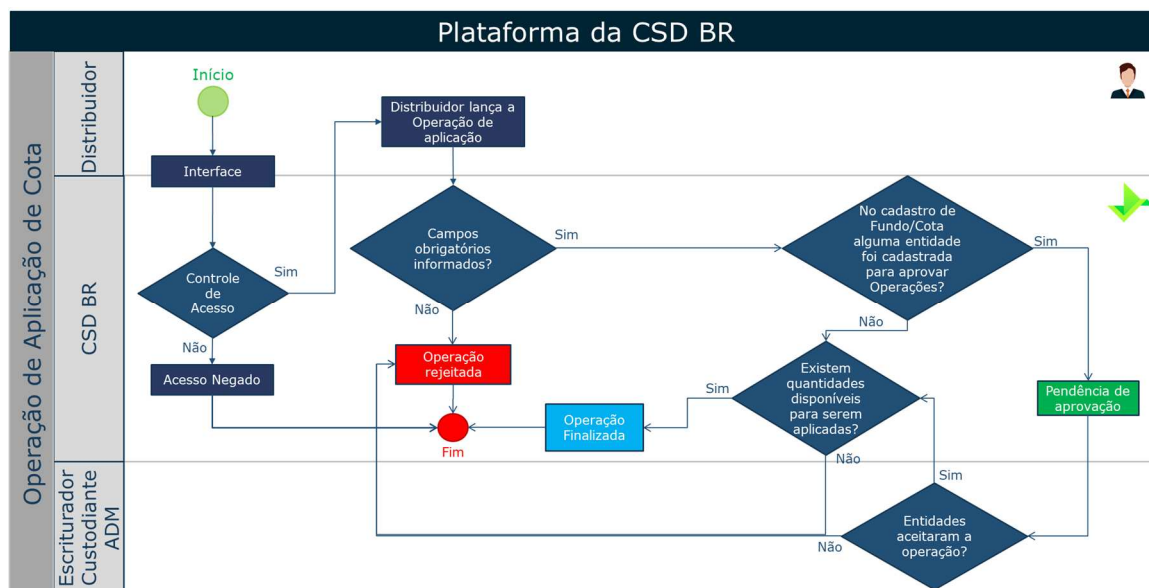 Plataforma da CSD BR
Operação de Aplicação de Cota
Distribuidor
Início
Interface
Distribuidor lança a
Operação de
aplicação
CSD BR
Controle
de
Acesso
Sim
Não
Acesso Negado
Campos
obrigatórios
informados?
Sim
Não
Operação
rejeitada
Fim
No cadastro de
Fundo/Cota
alguma entidade
foi cadastrada
para aprovar
Operações?
Sim
Não
Existem
quantidades
disponíveis
para serem
aplicadas?
Sim
Não
Operação
Finalizada
Pendência de
aprovação
Escriturador
Custodiante
ADM
Entidades
aceitaram a
operação?
Sim
Não